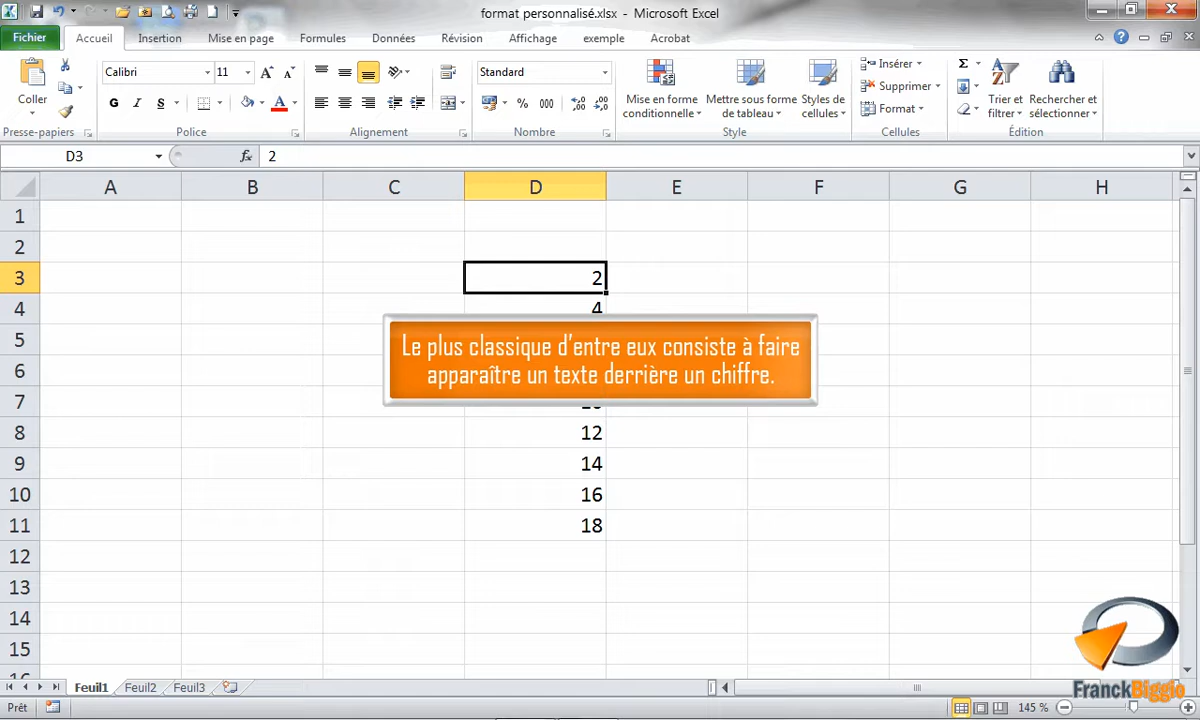 format personnalisé.xlsx - Microsoft Excel
Fichier Accueil Insertion Mise en page Formules Données Révision Affichage exemple Acrobat
Coller
Presse-papiers
Calibri 11
G I S
Police
Alignement
Standard
% 000
Nombre
Mise en forme conditionnelle
Mettre sous forme de tableau
Styles de cellules
Style
Insérer
Supprimer
Format
Cellules
Σ
Trier et filtrer
Rechercher et sélectionner
Édition
D3 fx 2
A B C D E F G H
1
2
3 2
4 4
5
6
7
8 12
9 14
10 16
11 18
12
13
14
15
Le plus classique d'entre eux consiste à faire
apparaître un texte derrière un chiffre.
FranckBiggio
Feuil1 Feuil2 Feuil3
Prêt 145 %